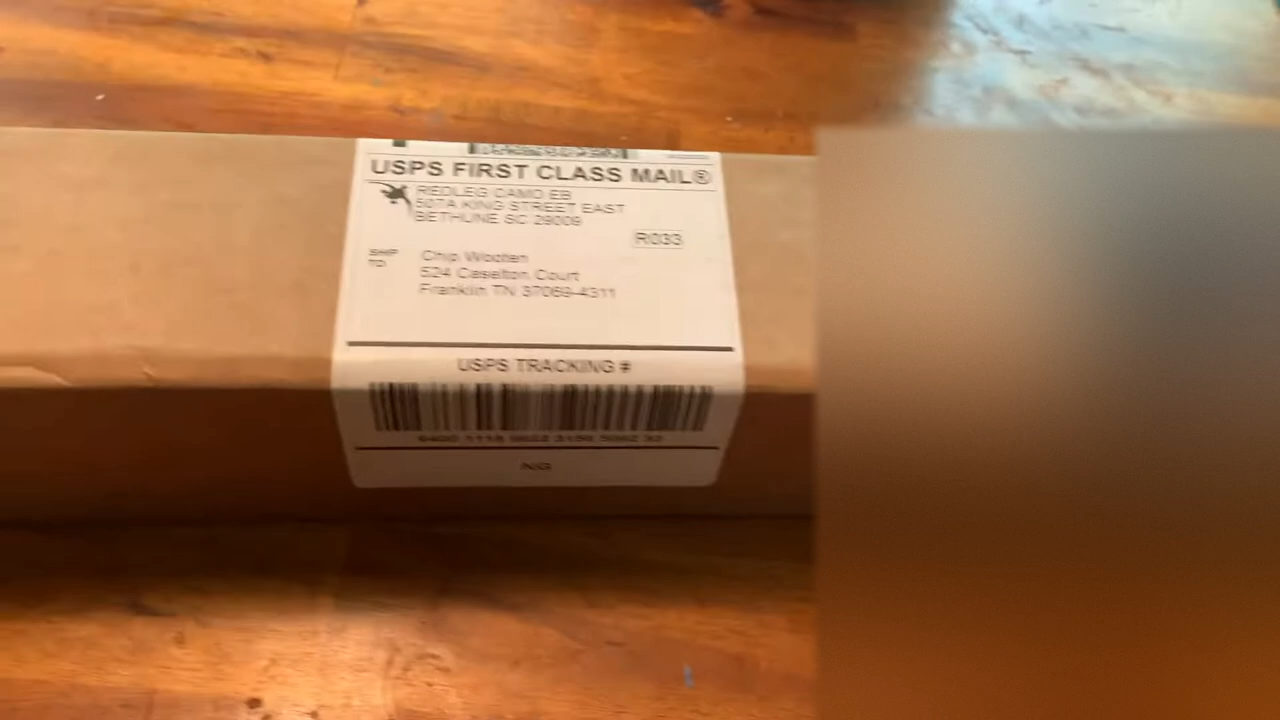 USPS FIRST CLASS MAIL®
REDLEG CAMO EB
507A KING STREET EAST
BETHUNE SC 29009
R033
SHIP
TO
Chip Wooten
524 Caselton Court
Franklin TN 37069-4311
USPS TRACKING #